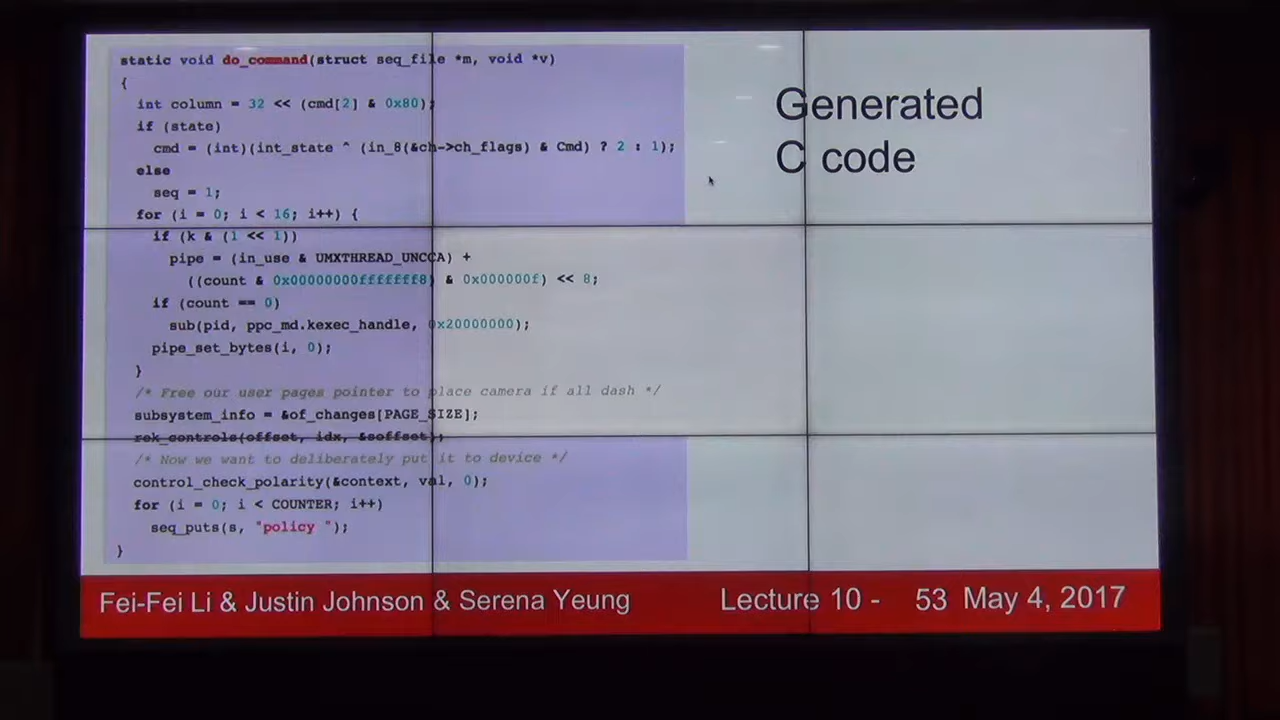 static void do_command(struct seq_file *m, void *v)
{
int column = 32 << (cmd[2] & 0x80);
if (state)
cmd = (int)(int_state ^ (in_8(&ch->ch_flags) & Cmd) ? 2 : 1);
else
seq = 1;
for (i = 0; i < 16; i++) {
if (k & (1 << 1))
pipe = (in_use & UMXTHREAD_UNCCA) +
((count & 0x00000000fffffff8) & 0x000000f) << 8;
if (count == 0)
sub(pid, ppc_md.kexec_handle, 0x20000000);
pipe_set_bytes(i, 0);
}
/* Free our user pages pointer to place camera if all dash */
subsystem_info = &of_changes[PAGE_SIZE];
rek_controls(offset, idx, &soffset);
/* Now we want to deliberately put it to device */
control_check_polarity(&context, val, 0);
for (i = 0; i < COUNTER; i++)
seq_puts(s, "policy ");
}
Generated
C code
Fei-Fei Li & Justin Johnson & Serena Yeung Lecture 10 - 53 May 4, 2017